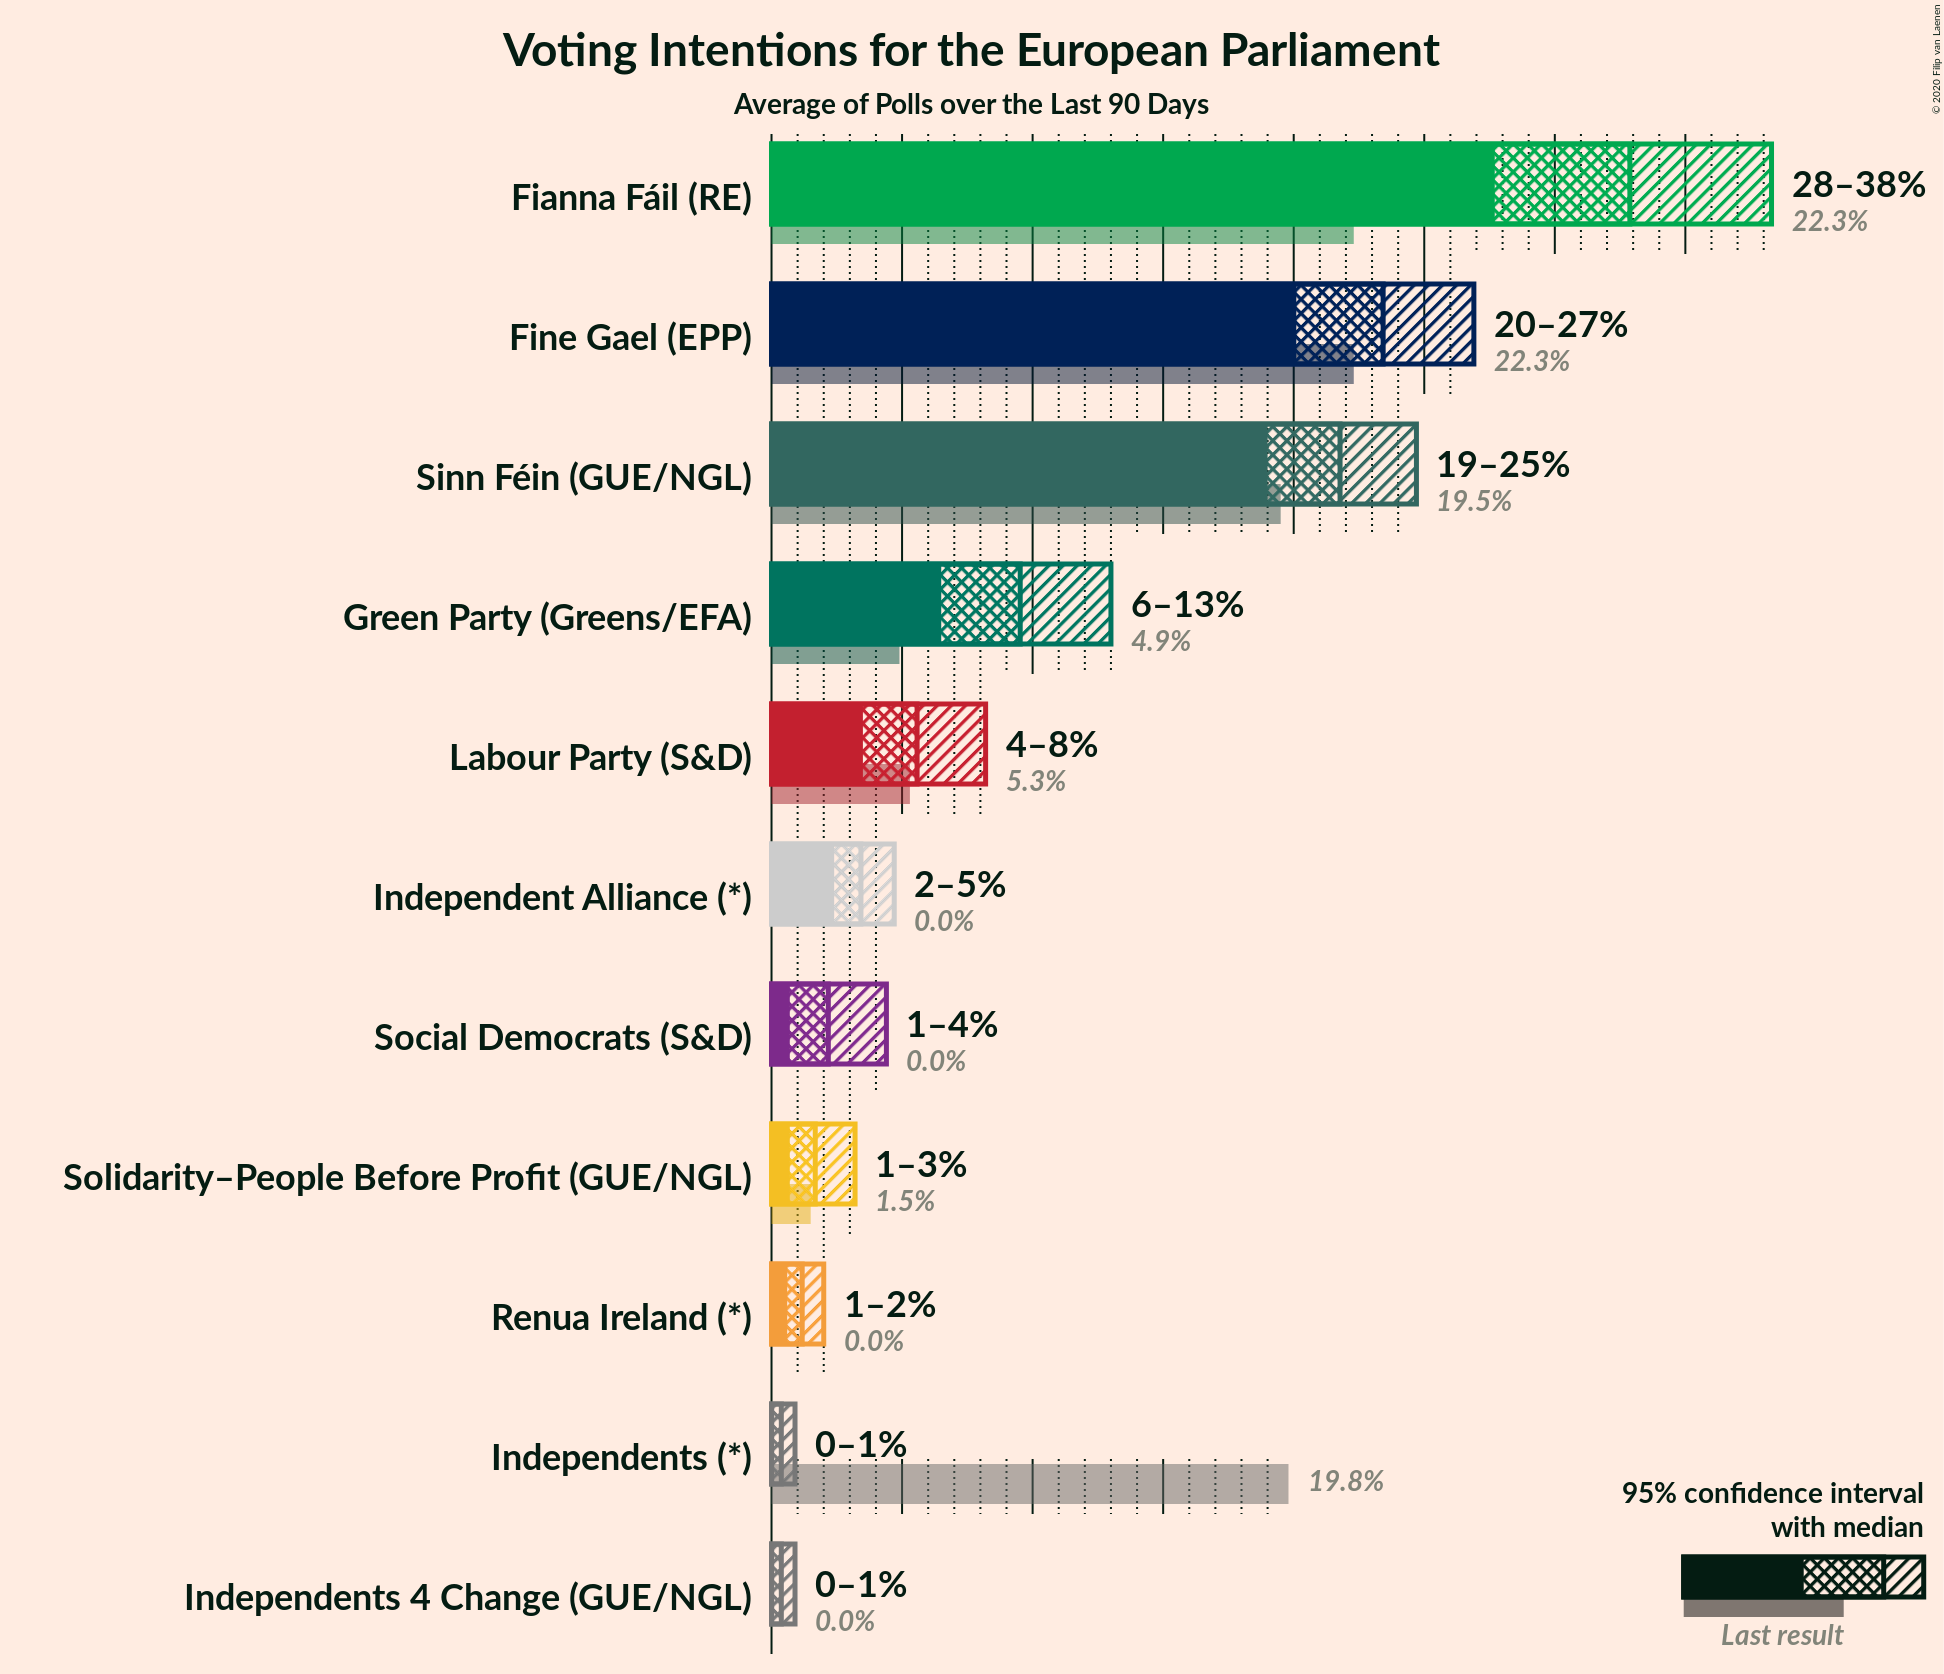 © 2020 Filip van Laenen
Voting Intentions for the European Parliament
Average of Polls over the Last 90 Days
Fianna Fáil (RE)
28–38%
22.3%
Fine Gael (EPP)
20–27%
22.3%
Sinn Féin (GUE/NGL)
19–25%
19.5%
Green Party (Greens/EFA)
6–13%
4.9%
Labour Party (S&D)
4–8%
5.3%
Independent Alliance (*)
2–5%
0.0%
Social Democrats (S&D)
1–4%
0.0%
Solidarity–People Before Profit (GUE/NGL)
1–3%
1.5%
Renua Ireland (*)
1–2%
0.0%
Independents (*)
0–1%
19.8%
Independents 4 Change (GUE/NGL)
0–1%
0.0%
95% confidence interval
with median
Last result